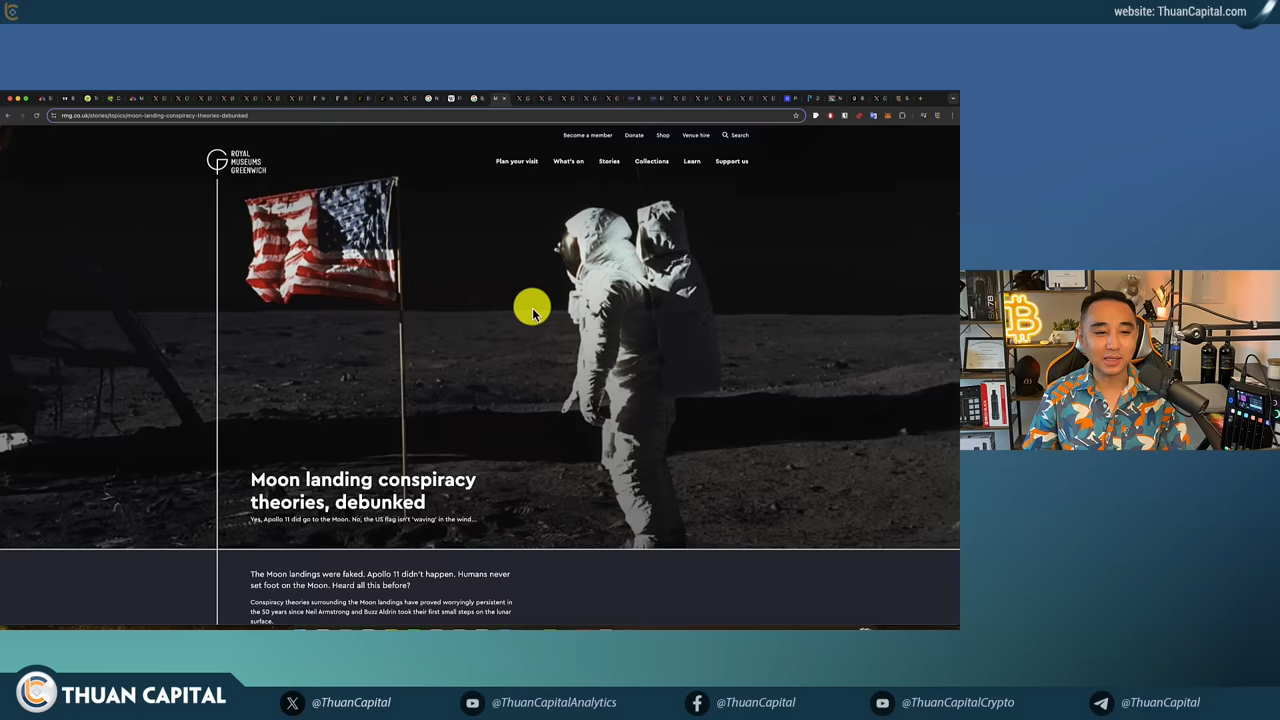 website: ThuanCapital.com
rmg.co.uk/stories/topics/moon-landing-conspiracy-theories-debunked
Become a member
Donate
Shop
Venue hire
Search
ROYAL
MUSEUMS
GREENWICH
Plan your visit
What's on
Stories
Collections
Learn
Support us
Moon landing conspiracy
theories, debunked
Yes, Apollo 11 did go to the Moon. No, the US flag isn't 'waving' in the wind...
The Moon landings were faked. Apollo 11 didn't happen. Humans never
set foot on the Moon. Heard all this before?
Conspiracy theories surrounding the Moon landings have proved worryingly persistent in
the 50 years since Neil Armstrong and Buzz Aldrin took their first small steps on the lunar
surface.
SM7B
THUAN CAPITAL
@ThuanCapital
@ThuanCapitalAnalytics
@ThuanCapital
@ThuanCapitalCrypto
@ThuanCapital